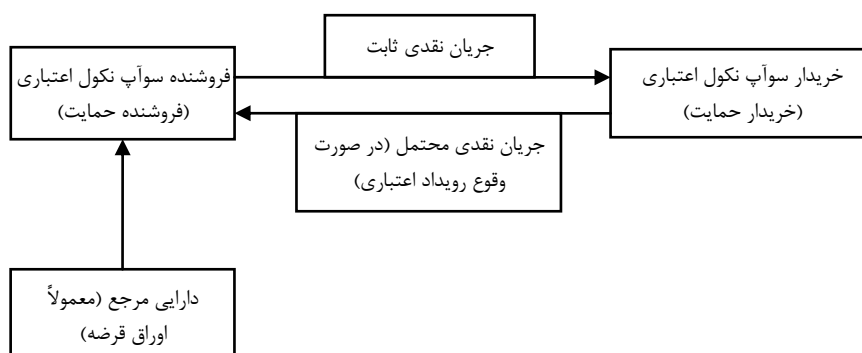 جریان نقدی ثابت
خریدار سوآپ نکول اعتباری
(خریدار حمایت)
فروشنده سوآپ نکول اعتباری
(فروشنده حمایت)
جریان نقدی محتمل (در صورت
وقوع رویداد اعتباری)
دارایی مرجع (معمولاً
اوراق قرضه)